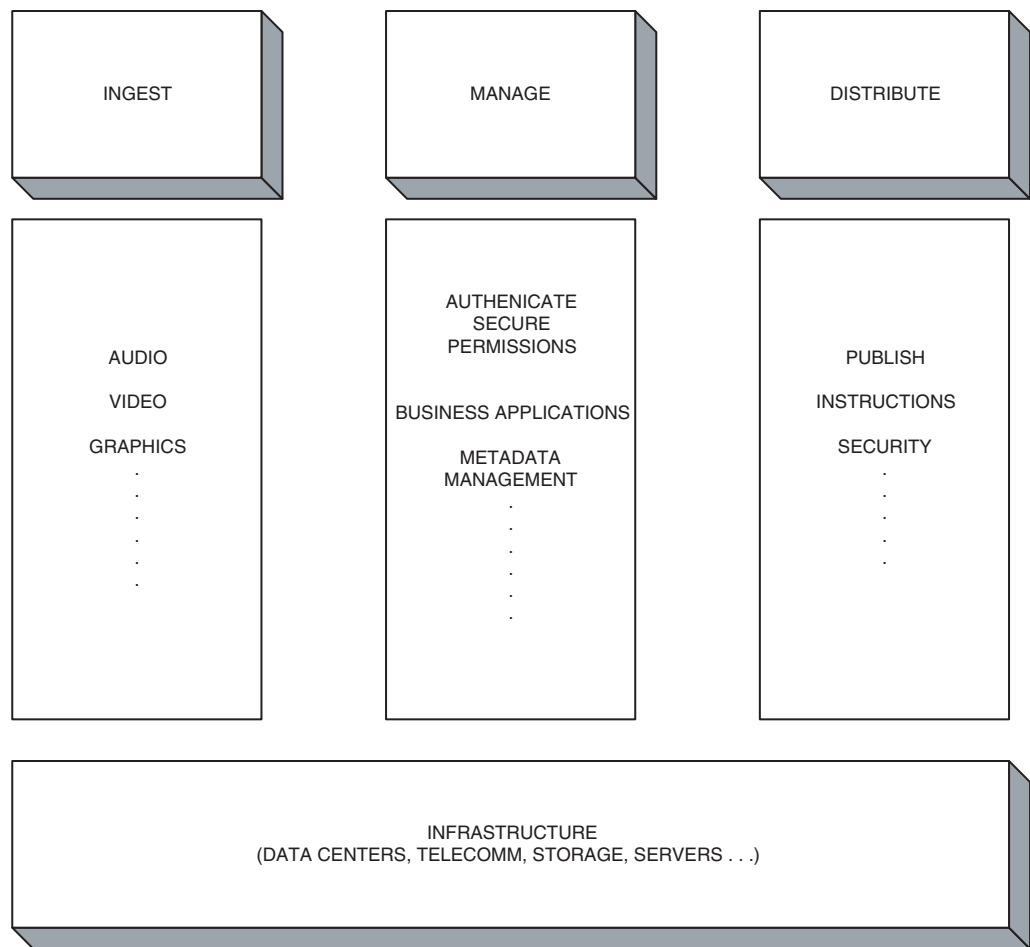 INGEST
MANAGE
DISTRIBUTE
AUDIO
VIDEO
GRAPHICS
.
.
.
.
.
.
AUTHENICATE
SECURE
PERMISSIONS
BUSINESS APPLICATIONS
METADATA
MANAGEMENT
.
.
.
.
.
.
PUBLISH
INSTRUCTIONS
SECURITY
.
.
.
.
.
INFRASTRUCTURE
(DATA CENTERS, TELECOMM, STORAGE, SERVERS . . .)